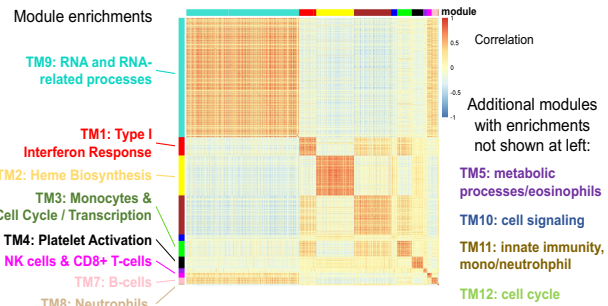 Module enrichments
TM9: RNA and RNA-
related processes
TM1: Type I
Interferon Response
TM2: Heme Biosynthesis
TM3: Monocytes &
Cell Cycle / Transcription
TM4: Platelet Activation
NK cells & CD8+ T-cells
TM7: B-cells
TM8: Neutrophils
module
1
0.5
0
-0.5
-1
Correlation
Additional modules
with enrichments
not shown at left:
TM5: metabolic
processes/eosinophils
TM10: cell signaling
TM11: innate immunity,
mono/neutrohphil
TM12: cell cycle